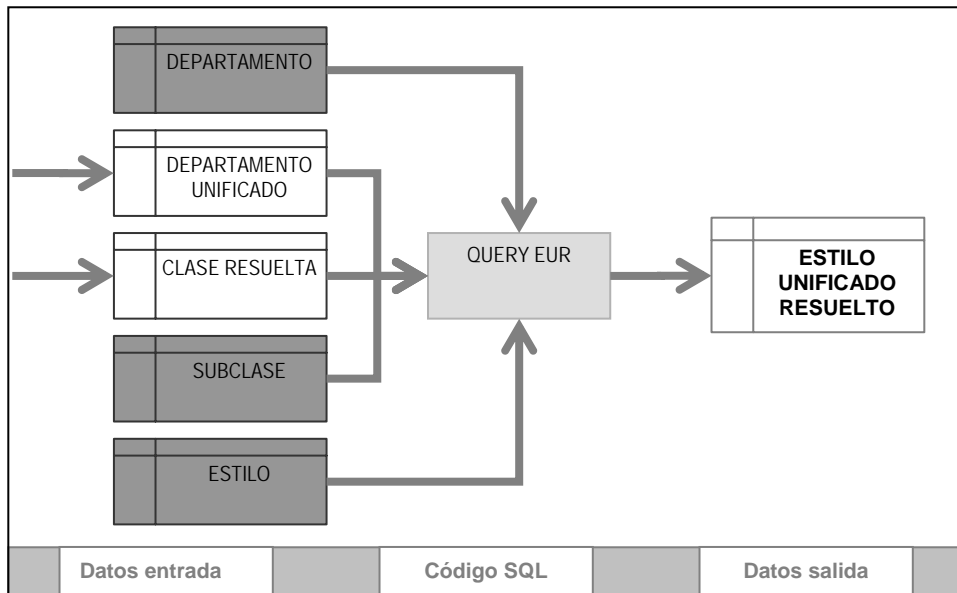 DEPARTAMENTO
DEPARTAMENTO
UNIFICADO
CLASE RESUELTA
SUBCLASE
ESTILO
QUERY EUR
ESTILO
UNIFICADO
RESUELTO
Datos entrada
Código SQL
Datos salida